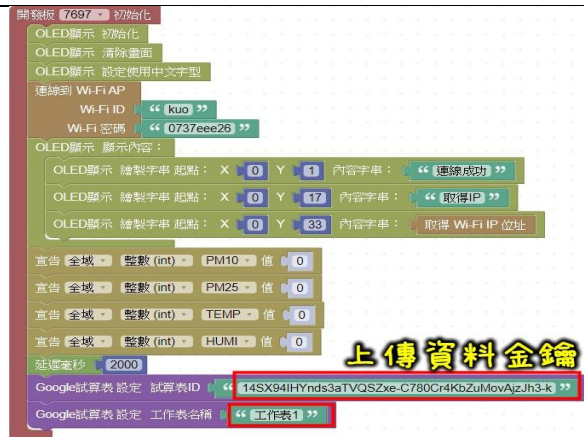 開發板 7697 初始化
OLED顯示 初始化
OLED顯示 清除畫面
OLED顯示 設定使用中文字型
連線到 Wi-Fi AP
Wi-Fi ID “ kuo ”
Wi-Fi 密碼 “ 0737eee26 ”
OLED顯示 顯示內容：
OLED顯示 繪製字串 起點： X 0 Y 1 內容字串： “ 連線成功 ”
OLED顯示 繪製字串 起點： X 0 Y 17 內容字串： “ 取得IP ”
OLED顯示 繪製字串 起點： X 0 Y 33 內容字串： 取得 Wi-Fi IP 位址
宣告 全域 整數 (int) PM10 值 0
宣告 全域 整數 (int) PM25 值 0
宣告 全域 整數 (int) TEMP 值 0
宣告 全域 整數 (int) HUMI 值 0
上傳資料金鑰
延遲毫秒 2000
Google試算表 設定 試算表ID “ 14SX94IHYnds3aTVQSZxe-C780Cr4KbZuMovAjzJh3-k ”
Google試算表 設定 工作表名稱 “ 工作表1 ”